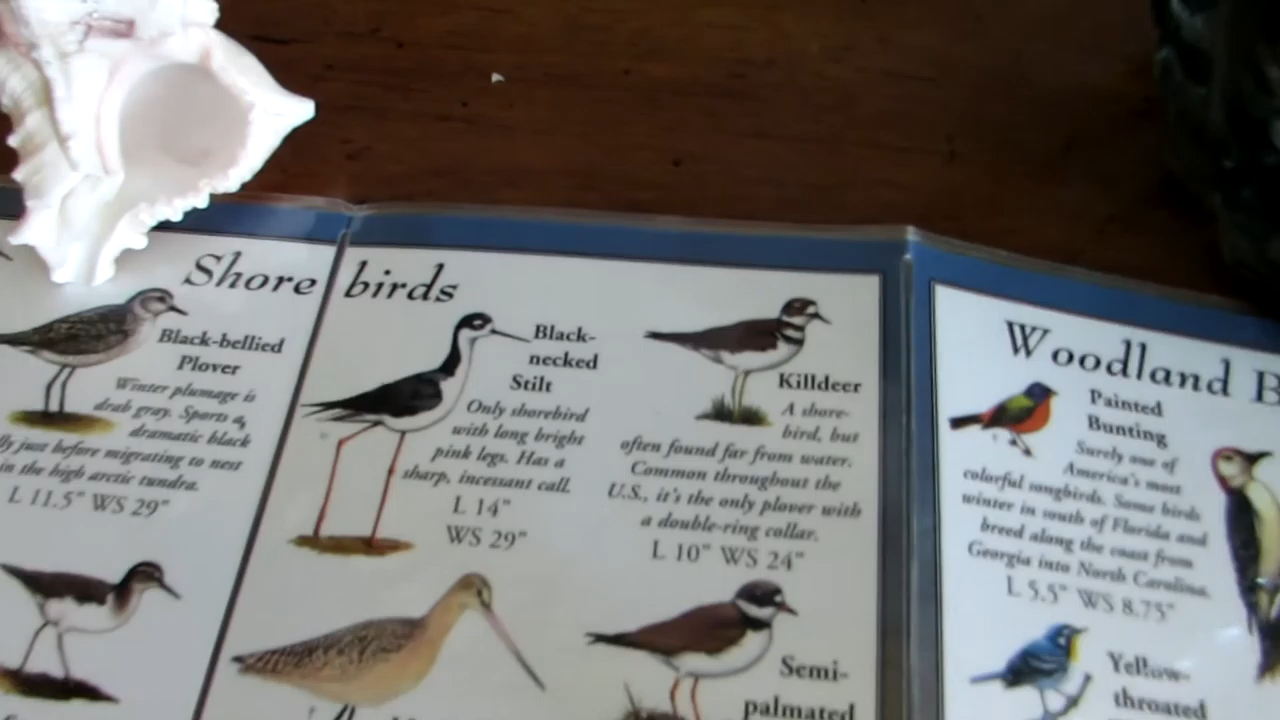 Shore birds
Black-bellied
Plover
Winter plumage is
drab gray. Sports a
dramatic black
just before migrating to nest
in the high arctic tundra.
L 11.5" WS 29"
Black-
necked
Stilt
Only shorebird
with long bright
pink legs. Has a
sharp, incessant call.
L 14"
WS 29"
Killdeer
A shore-
bird, but
often found far from water.
Common throughout the
U.S., it's the only plover with
a double-ring collar.
L 10" WS 24"
Semi-
palmated
Woodland B
Painted
Bunting
Surely one of
America's most
colorful songbirds. Some birds
winter in south of Florida and
breed along the coast from
Georgia into North Carolina.
L 5.5" WS 8.75"
Yellow-
throated